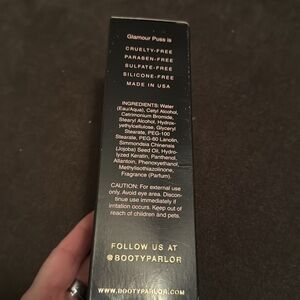 Glamour Puss is
CRUELTY-FREE
PARABEN-FREE
SULFATE-FREE
SILICONE-FREE
MADE IN USA
INGREDIENTS: Water
(Eau/Aqua), Cetyl Alcohol,
Cetrimonium Bromide,
Stearyl Alcohol, Hydrox-
yethylcellulose, Glyceryl
Stearate, PEG-100
Stearate, PEG-60 Lanolin,
Simmondsia Chinensis
(Jojoba) Seed Oil, Hydro-
lyzed Keratin, Panthenol,
Allantoin, Phenoxyethanol,
Methylisothiazolinone,
Fragrance (Parfum).
CAUTION: For external use
only. Avoid eye area. Discon-
tinue use immediately if
irritation occurs. Keep out of
reach of children and pets.
FOLLOW US AT
@BOOTYPARLOR
WWW.BOOTYPARLOR.COM